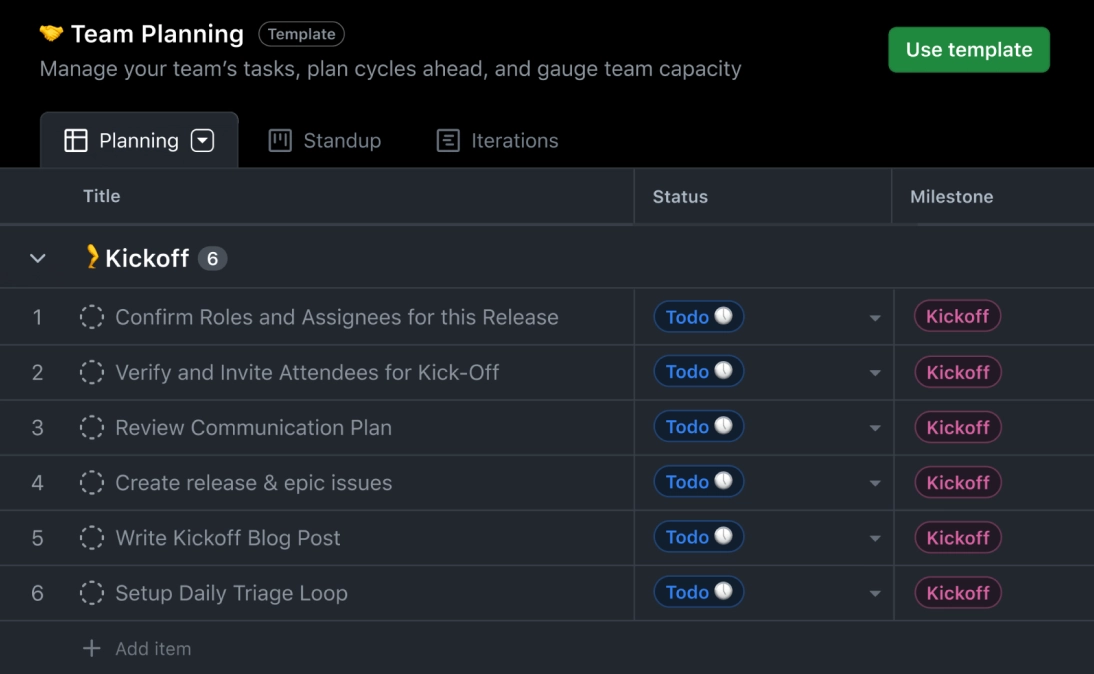 🤝 Team Planning Template
Manage your team's tasks, plan cycles ahead, and gauge team capacity
Use template
Planning Standup Iterations
Title Status Milestone
Kickoff 6
1 Confirm Roles and Assignees for this Release Todo Kickoff
2 Verify and Invite Attendees for Kick-Off Todo Kickoff
3 Review Communication Plan Todo Kickoff
4 Create release & epic issues Todo Kickoff
5 Write Kickoff Blog Post Todo Kickoff
6 Setup Daily Triage Loop Todo Kickoff
+ Add item